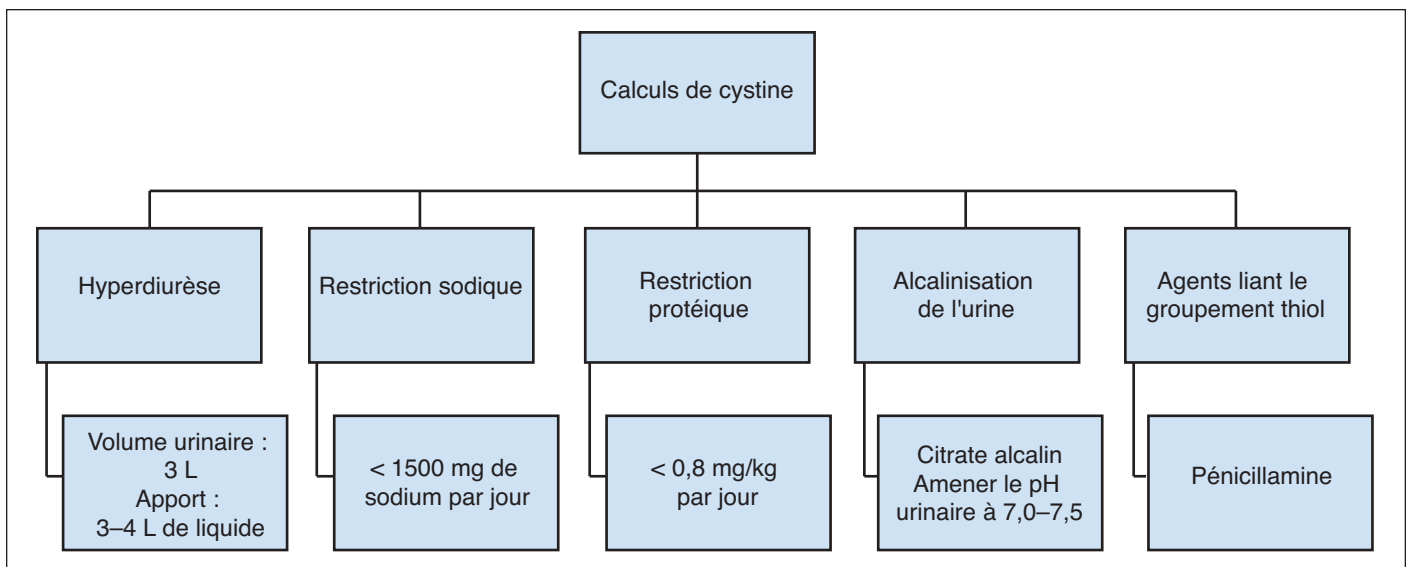 Calculs de cystine
Hyperdiurèse
Restriction sodique
Restriction
protéique
Alcalinisation
de l'urine
Agents liant le
groupement thiol
Volume urinaire :
3 L
Apport :
3–4 L de liquide
< 1500 mg de
sodium par jour
< 0,8 mg/kg
par jour
Citrate alcalin
Amener le pH
urinaire à 7,0–7,5
Pénicillamine